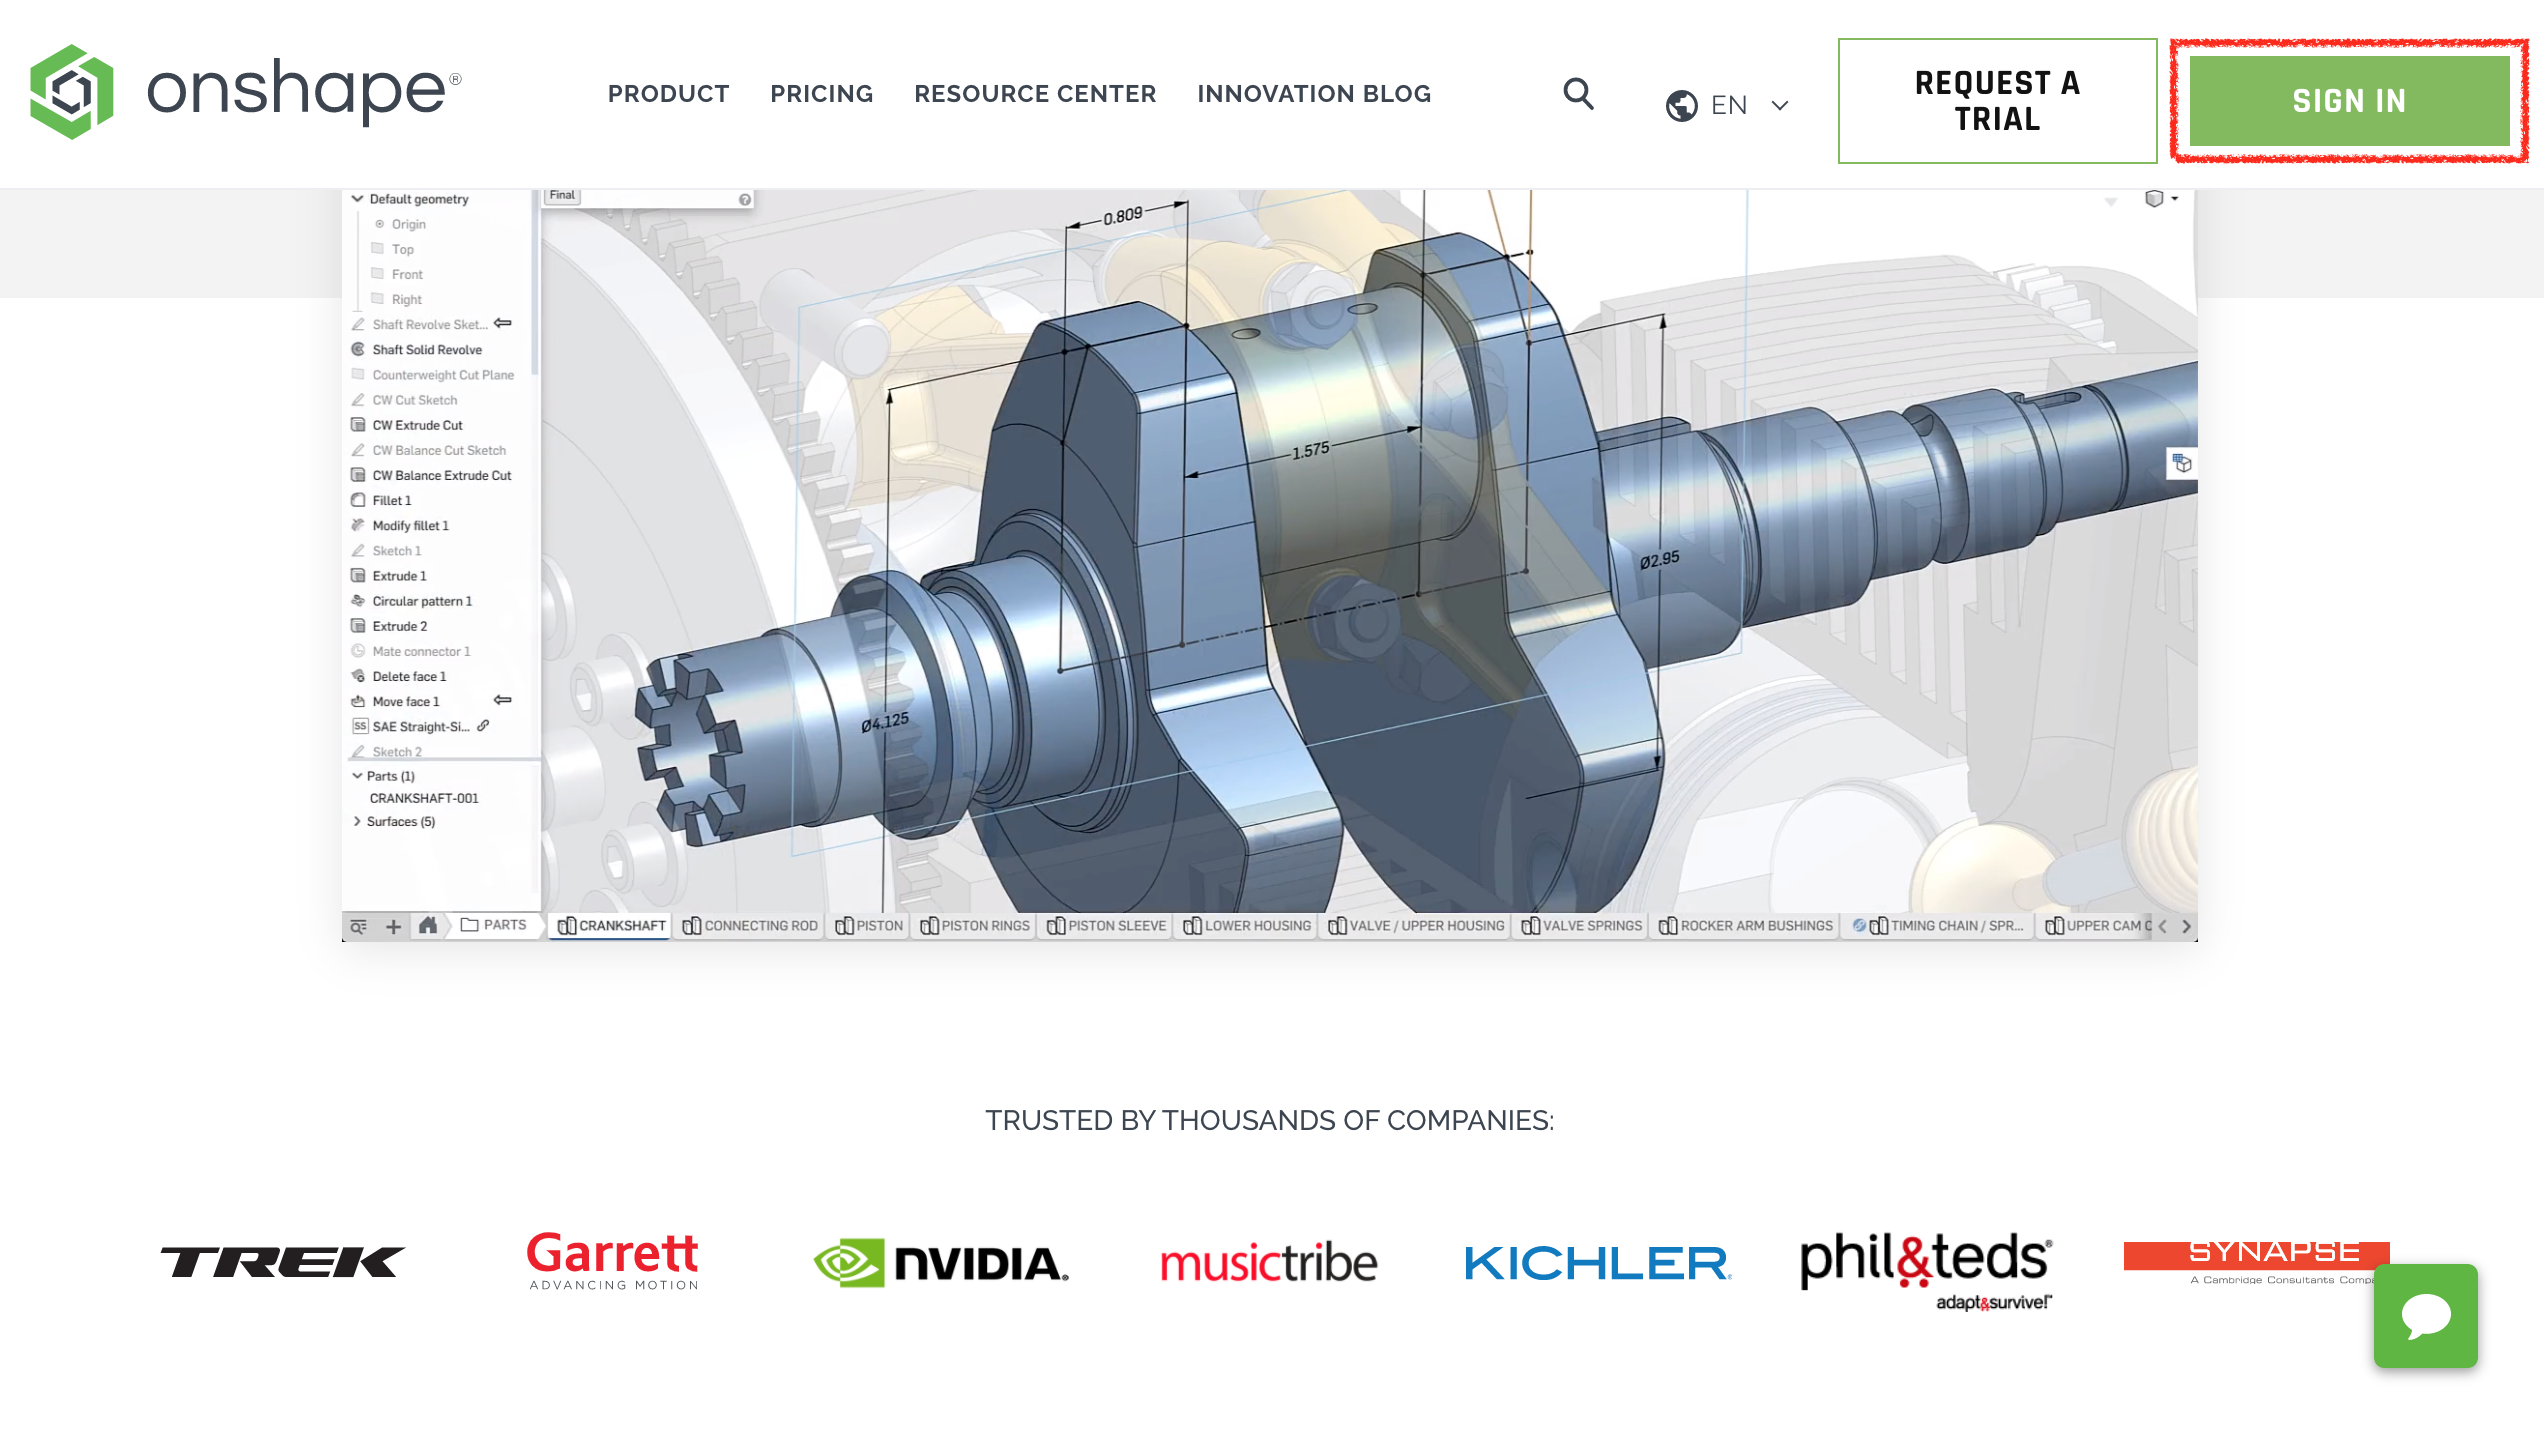 onshape®
PRODUCT PRICING RESOURCE CENTER INNOVATION BLOG
EN
REQUEST A
TRIAL
SIGN IN
Default geometry
Origin
Top
Front
Right
Shaft Revolve Sket...
Shaft Solid Revolve
Counterweight Cut Plane
CW Cut Sketch
CW Extrude Cut
CW Balance Cut Sketch
CW Balance Extrude Cut
Fillet 1
Modify fillet 1
Sketch 1
Extrude 1
Circular pattern 1
Extrude 2
Mate connector 1
Delete face 1
Move face 1
SS SAE Straight-Si...
Sketch 2
Parts (1)
CRANKSHAFT-001
Surfaces (5)
Final
0.809
1.575
Ø2.95
Ø4.125
PARTS CRANKSHAFT CONNECTING ROD PISTON PISTON RINGS PISTON SLEEVE LOWER HOUSING VALVE / UPPER HOUSING VALVE SPRINGS ROCKER ARM BUSHINGS TIMING CHAIN / SPR... UPPER CAM C
TRUSTED BY THOUSANDS OF COMPANIES:
TREK
Garrett
ADVANCING MOTION
NVIDIA®
musictribe
KICHLER®
phil&teds®
adapt&survive!™
SYNAPSE
A Cambridge Consultants Compa